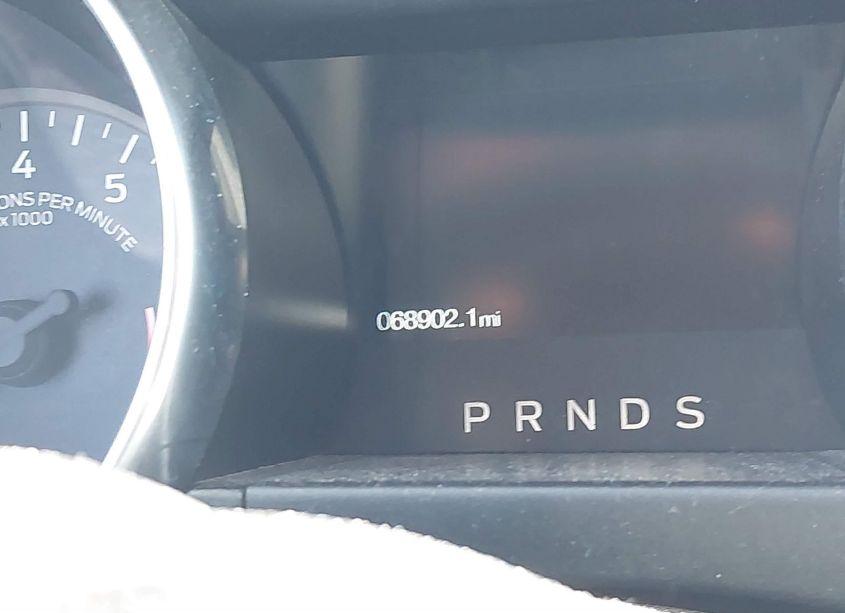 4
5
ONS PER MINUTE
x1000
068902.1mi
P R N D S